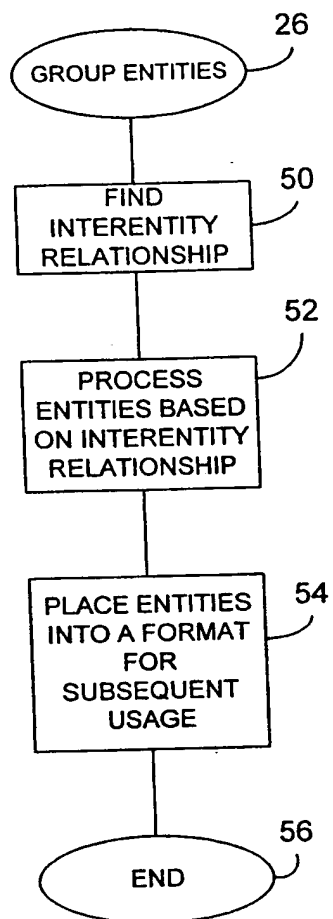 26
GROUP ENTITIES
50
FIND
INTERENTITY
RELATIONSHIP
52
PROCESS
ENTITIES BASED
ON INTERENTITY
RELATIONSHIP
54
PLACE ENTITIES
INTO A FORMAT
FOR
SUBSEQUENT
USAGE
56
END